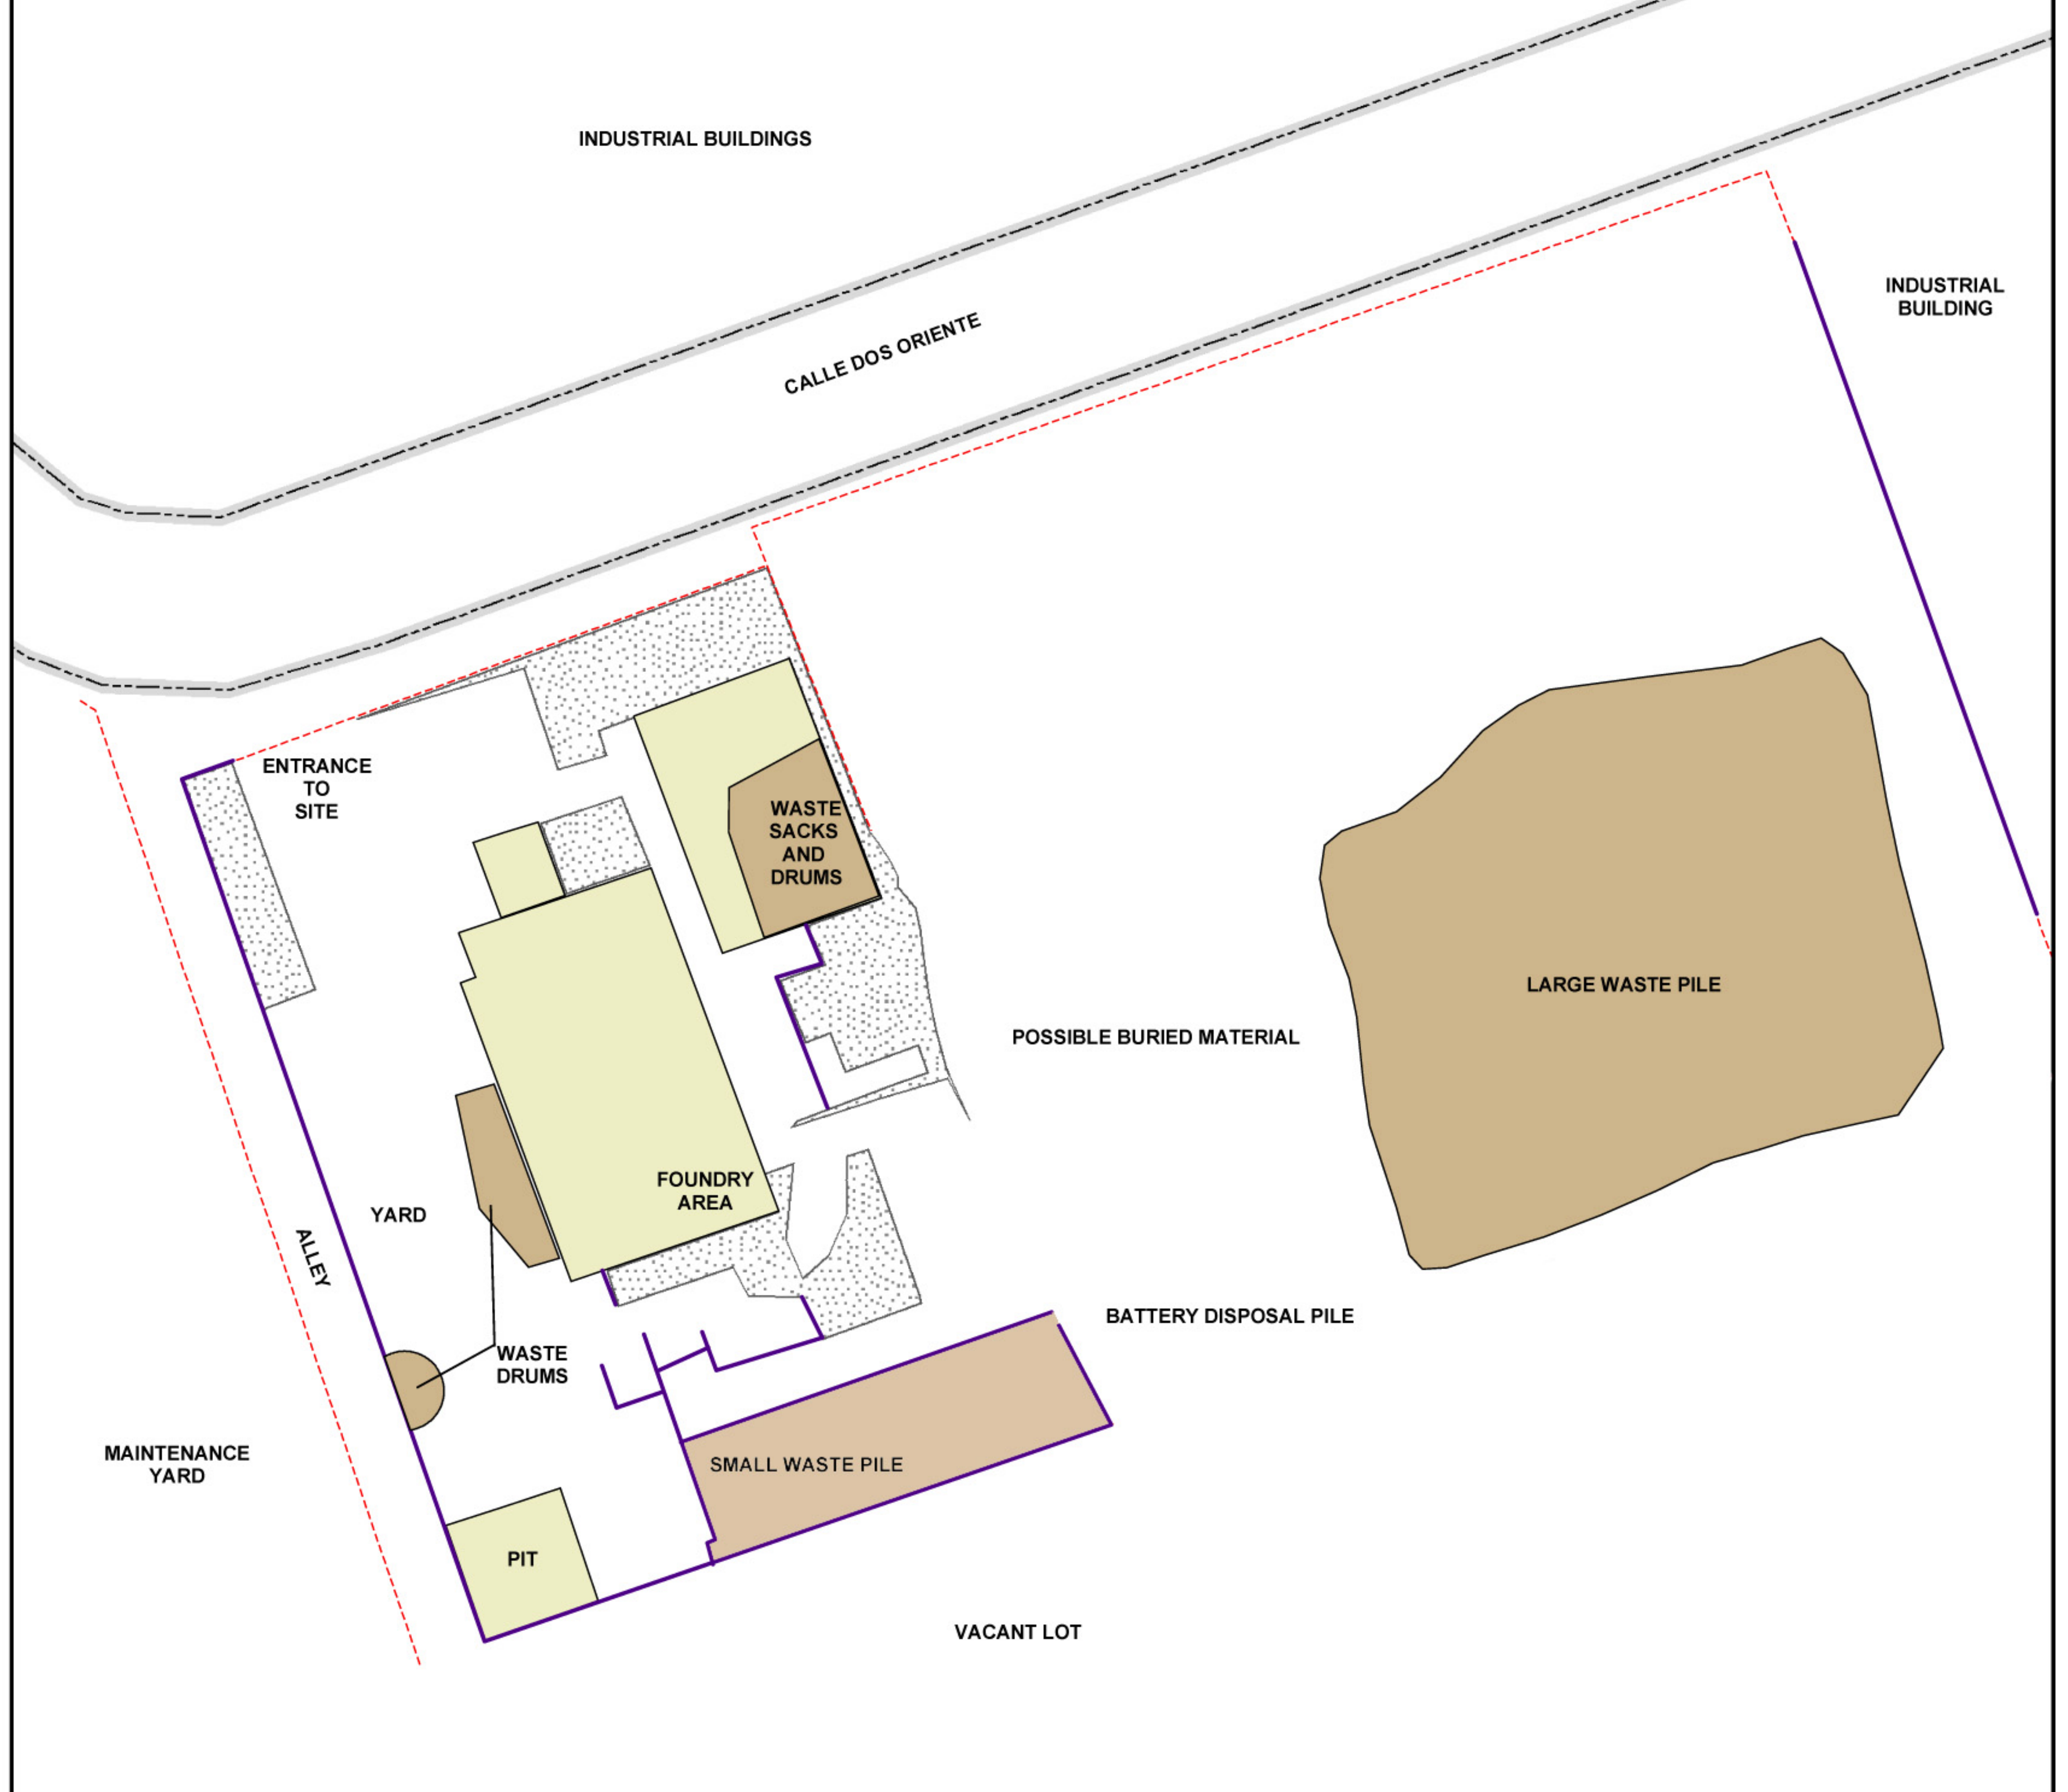 INDUSTRIAL BUILDINGS
INDUSTRIAL
BUILDING
CALLE DOS ORIENTE
ENTRANCE
TO
SITE
WASTE
SACKS
AND
DRUMS
LARGE WASTE PILE
POSSIBLE BURIED MATERIAL
FOUNDRY
AREA
YARD
ALLEY
BATTERY DISPOSAL PILE
WASTE
DRUMS
MAINTENANCE
YARD
SMALL WASTE PILE
PIT
VACANT LOT